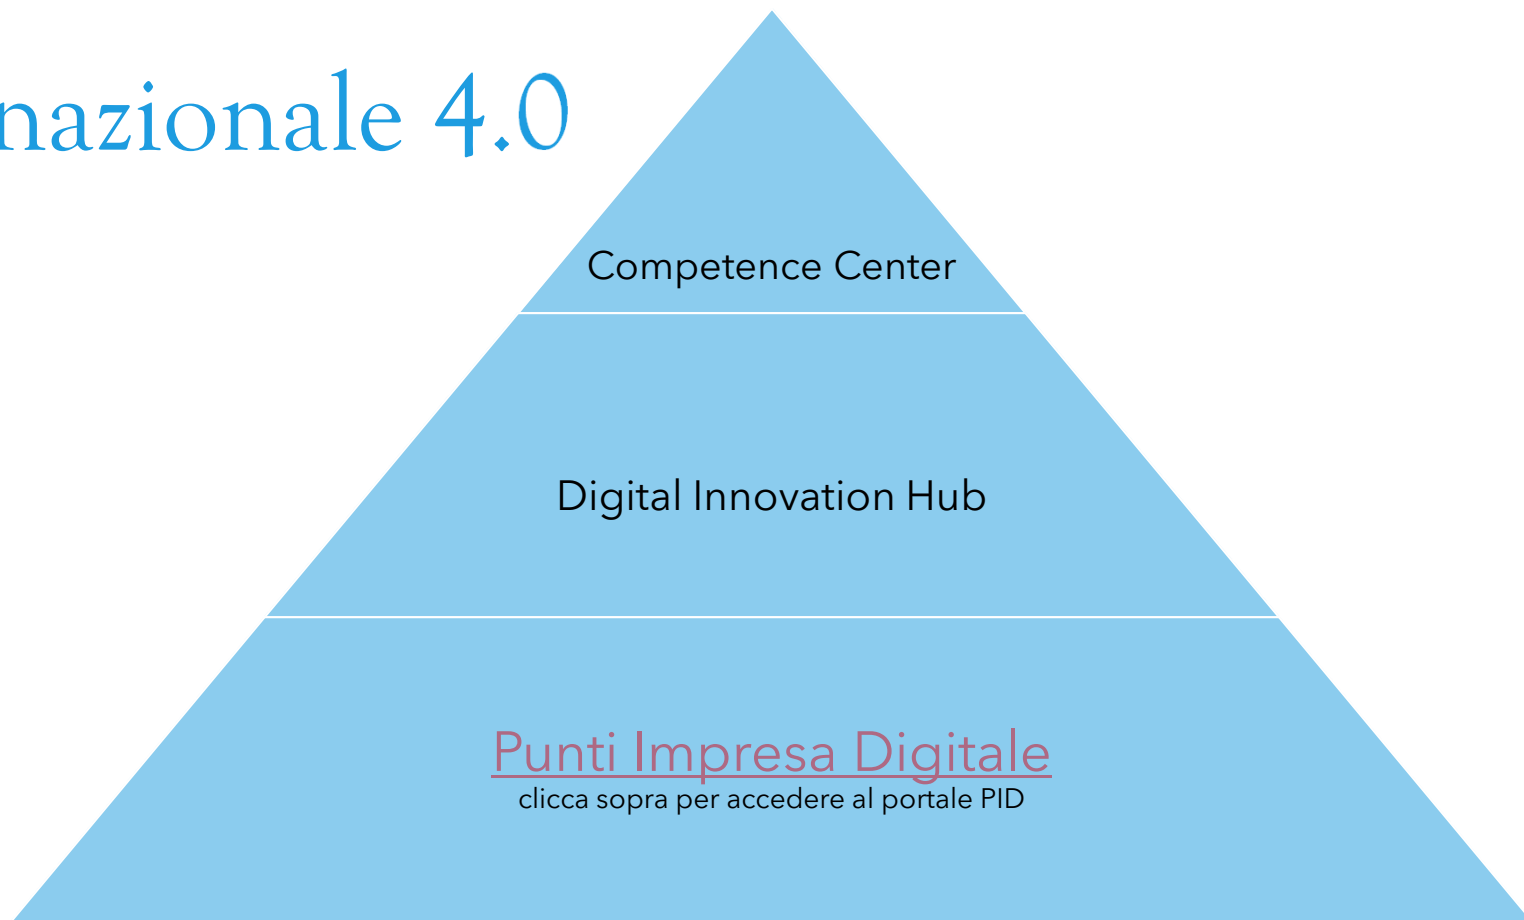 nazionale 4.0
Competence Center
Digital Innovation Hub
Punti Impresa Digitale
clicca sopra per accedere al portale PID